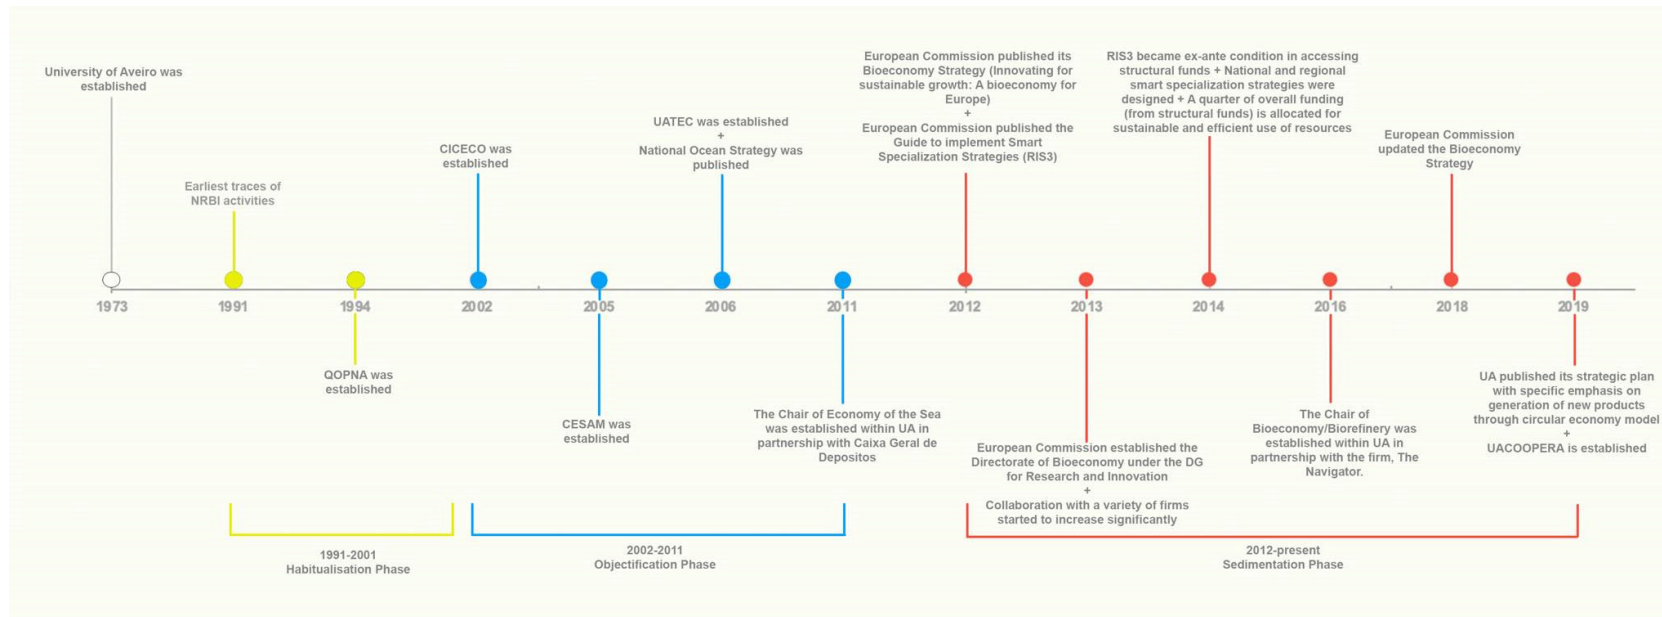 University of Aveiro was
established
Earliest traces of
NRBI activities
CICECO was
established
UATEC was established
+
National Ocean Strategy was
published
European Commission published its
Bioeconomy Strategy (Innovating for
sustainable growth: A bioeconomy for
Europe)
+
European Commission published the
Guide to implement Smart
Specialization Strategies (RIS3)
RIS3 became ex-ante condition in accessing
structural funds + National and regional
smart specialization strategies were
designed + A quarter of overall funding
(from structural funds) is allocated for
sustainable and efficient use of resources
European Commission
updated the Bioeconomy
Strategy
1973 1991 1994 2002 2005 2006 2011 2012 2013 2014 2016 2018 2019
QOPNA was
established
CESAM was
established
The Chair of Economy of the Sea
was established within UA in
partnership with Caixa Geral de
Depositos
European Commission established the
Directorate of Bioeconomy under the DG
for Research and Innovation
+
Collaboration with a variety of firms
started to increase significantly
The Chair of
Bioeconomy/Biorefinery was
established within UA in
partnership with the firm, The
Navigator.
UA published its strategic plan
with specific emphasis on
generation of new products
through circular economy model
+
UACOOPERA is established
1991-2001
Habitualisation Phase
2002-2011
Objectification Phase
2012-present
Sedimentation Phase